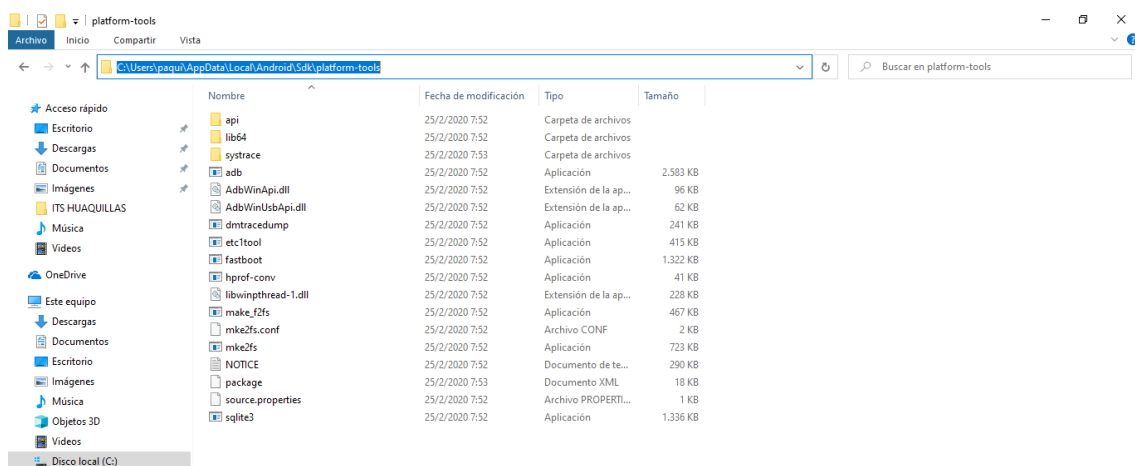 platform-tools
Archivo Inicio Compartir Vista
C:\Users\paqui\AppData\Local\Android\Sdk\platform-tools
Buscar en platform-tools
Nombre Fecha de modificación Tipo Tamaño
Acceso rápido
Escritorio
Descargas
Documentos
Imágenes
ITS HUAQUILLAS
Música
Videos
OneDrive
Este equipo
Descargas
Documentos
Escritorio
Imágenes
Música
Objetos 3D
Videos
Disco local (C:)
api 25/2/2020 7:52 Carpeta de archivos
lib64 25/2/2020 7:52 Carpeta de archivos
systrace 25/2/2020 7:53 Carpeta de archivos
adb 25/2/2020 7:52 Aplicación 2.583 KB
AdbWinApi.dll 25/2/2020 7:52 Extensión de la ap... 96 KB
AdbWinUsbApi.dll 25/2/2020 7:52 Extensión de la ap... 62 KB
dmtracedump 25/2/2020 7:52 Aplicación 241 KB
etc1tool 25/2/2020 7:52 Aplicación 415 KB
fastboot 25/2/2020 7:52 Aplicación 1.322 KB
hprof-conv 25/2/2020 7:52 Aplicación 41 KB
libwinpthread-1.dll 25/2/2020 7:52 Extensión de la ap... 228 KB
make_f2fs 25/2/2020 7:52 Aplicación 467 KB
mke2fs.conf 25/2/2020 7:52 Archivo CONF 2 KB
mke2fs 25/2/2020 7:52 Aplicación 723 KB
NOTICE 25/2/2020 7:52 Documento de te... 290 KB
package 25/2/2020 7:53 Documento XML 18 KB
source.properties 25/2/2020 7:52 Archivo PROPERTI... 1 KB
sqlite3 25/2/2020 7:52 Aplicación 1.336 KB